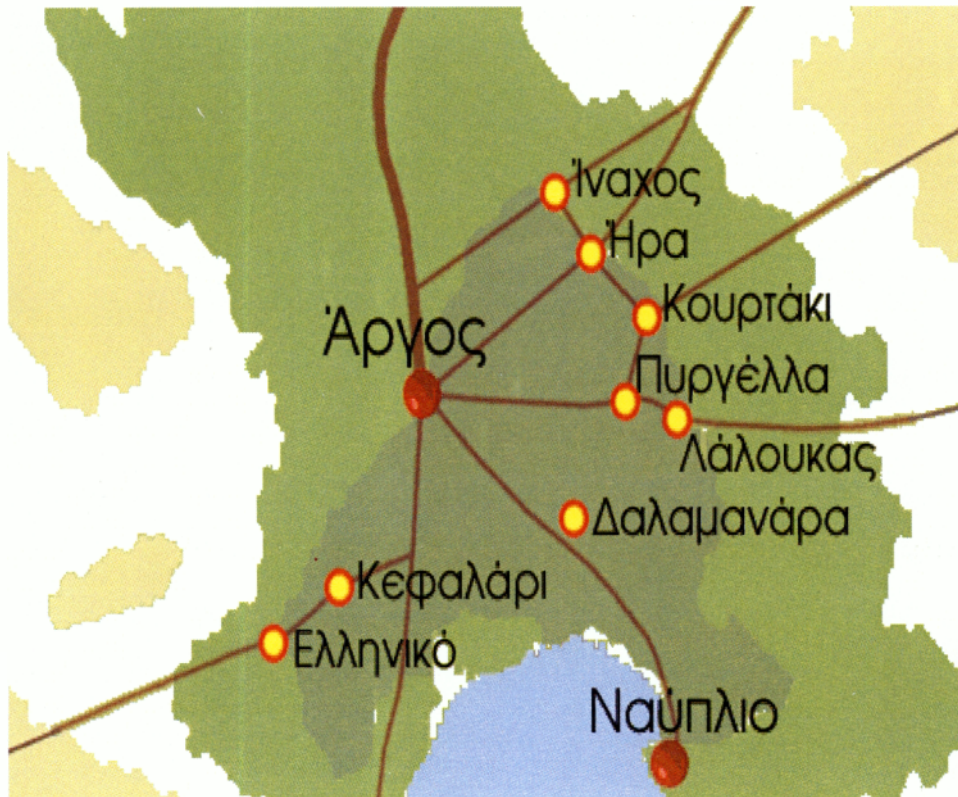 Ίναχος
Ήρα
Κουρτάκι
Άργος
Πυργέλλα
Λάλουκας
Δαλαμανάρα
Κεφαλάρι
Ελληνικό
Ναύπλιο